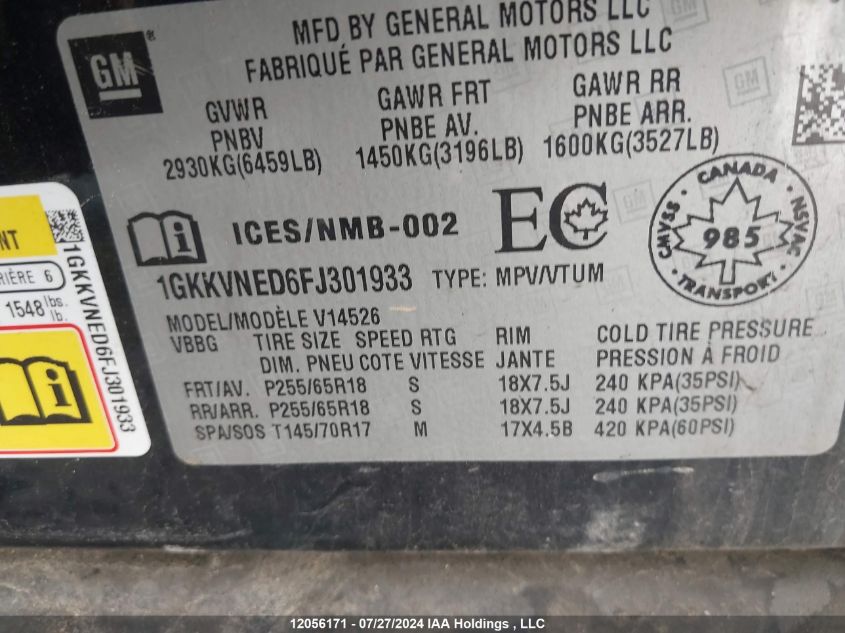 MFD BY GENERAL MOTORS LLC
FABRIQUÉ PAR GENERAL MOTORS LLC
GM ®
GVWR GAWR FRT GAWR RR
PNBV PNBE AV. PNBE ARR.
2930KG(6459LB) 1450KG(3196LB) 1600KG(3527LB)
ICES/NMB-002 EC
CANADA
CMVSS 985 NSVAC
TRANSPORT
1GKKVNED6FJ301933 TYPE: MPV/VTUM
MODEL/MODÈLE V14526
VBBG TIRE SIZE SPEED RTG RIM COLD TIRE PRESSURE
DIM. PNEU COTE VITESSE JANTE PRESSION À FROID
FRT/AV. P255/65R18 S 18X7.5J 240 KPA(35PSI)
RR/ARR. P255/65R18 S 18X7.5J 240 KPA(35PSI)
SPA/SOS T145/70R17 M 17X4.5B 420 KPA(60PSI)
NT
RIÈRE 6
1548 lbs.
lb.
1GKKVNED6FJ301933
12056171 - 07/27/2024 IAA Holdings , LLC